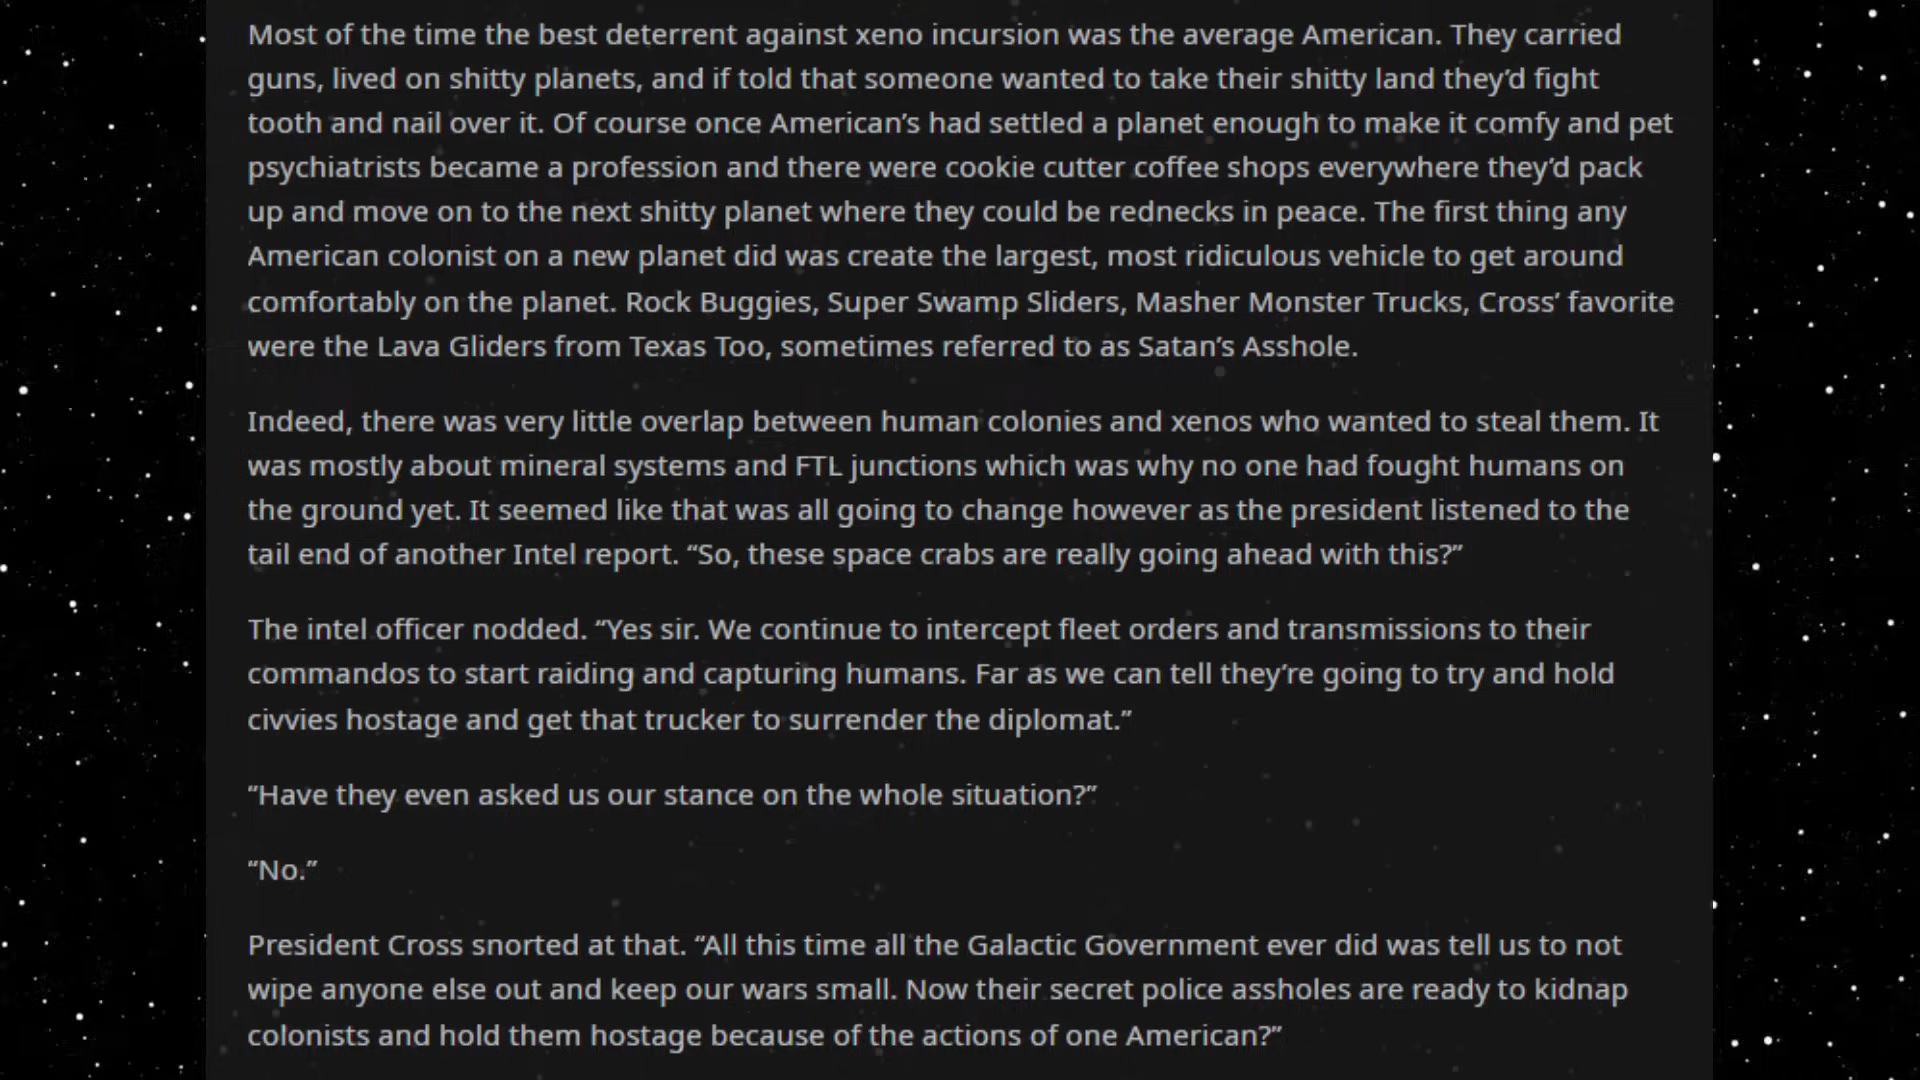 Most of the time the best deterrent against xeno incursion was the average American. They carried
guns, lived on shitty planets, and if told that someone wanted to take their shitty land they’d fight
tooth and nail over it. Of course once American’s had settled a planet enough to make it comfy and pet
psychiatrists became a profession and there were cookie cutter coffee shops everywhere they’d pack
up and move on to the next shitty planet where they could be rednecks in peace. The first thing any
American colonist on a new planet did was create the largest, most ridiculous vehicle to get around
comfortably on the planet. Rock Buggies, Super Swamp Sliders, Masher Monster Trucks, Cross’ favorite
were the Lava Gliders from Texas Too, sometimes referred to as Satan’s Asshole.
Indeed, there was very little overlap between human colonies and xenos who wanted to steal them. It
was mostly about mineral systems and FTL junctions which was why no one had fought humans on
the ground yet. It seemed like that was all going to change however as the president listened to the
tail end of another Intel report. “So, these space crabs are really going ahead with this?”
The intel officer nodded. “Yes sir. We continue to intercept fleet orders and transmissions to their
commandos to start raiding and capturing humans. Far as we can tell they’re going to try and hold
civvies hostage and get that trucker to surrender the diplomat.”
“Have they even asked us our stance on the whole situation?”
“No.”
President Cross snorted at that. “All this time all the Galactic Government ever did was tell us to not
wipe anyone else out and keep our wars small. Now their secret police assholes are ready to kidnap
colonists and hold them hostage because of the actions of one American?”